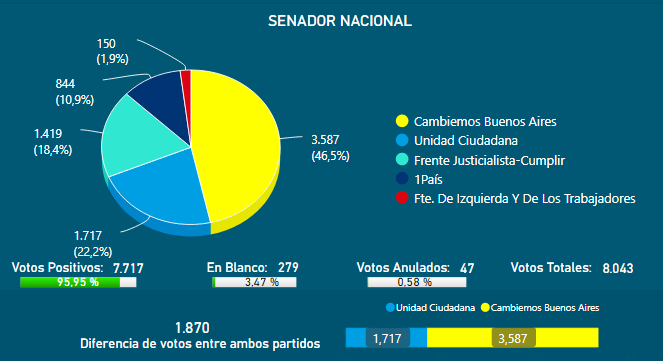 SENADOR NACIONAL
150
(1,9%)
844
(10,9%)
1.419
(18,4%)
1.717
(22,2%)
3.587
(46,5%)
Cambiemos Buenos Aires
Unidad Ciudadana
Frente Justicialista-Cumplir
1País
Fte. De Izquierda Y De Los Trabajadores
Votos Positivos: 7.717
95,95 %
En Blanco: 279
3,47 %
Votos Anulados: 47
0,58 %
Votos Totales: 8.043
Unidad Ciudadana
Cambiemos Buenos Aires
1.870
Diferencia de votos entre ambos partidos
1,717
3,587